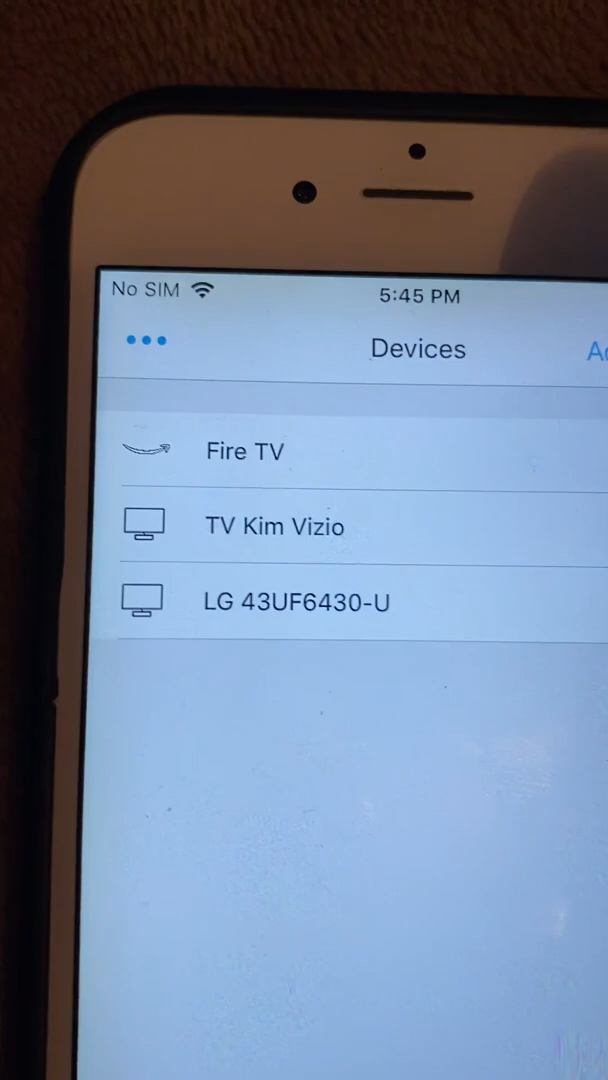 No SIM 5:45 PM
Devices
Fire TV
TV Kim Vizio
LG 43UF6430-U